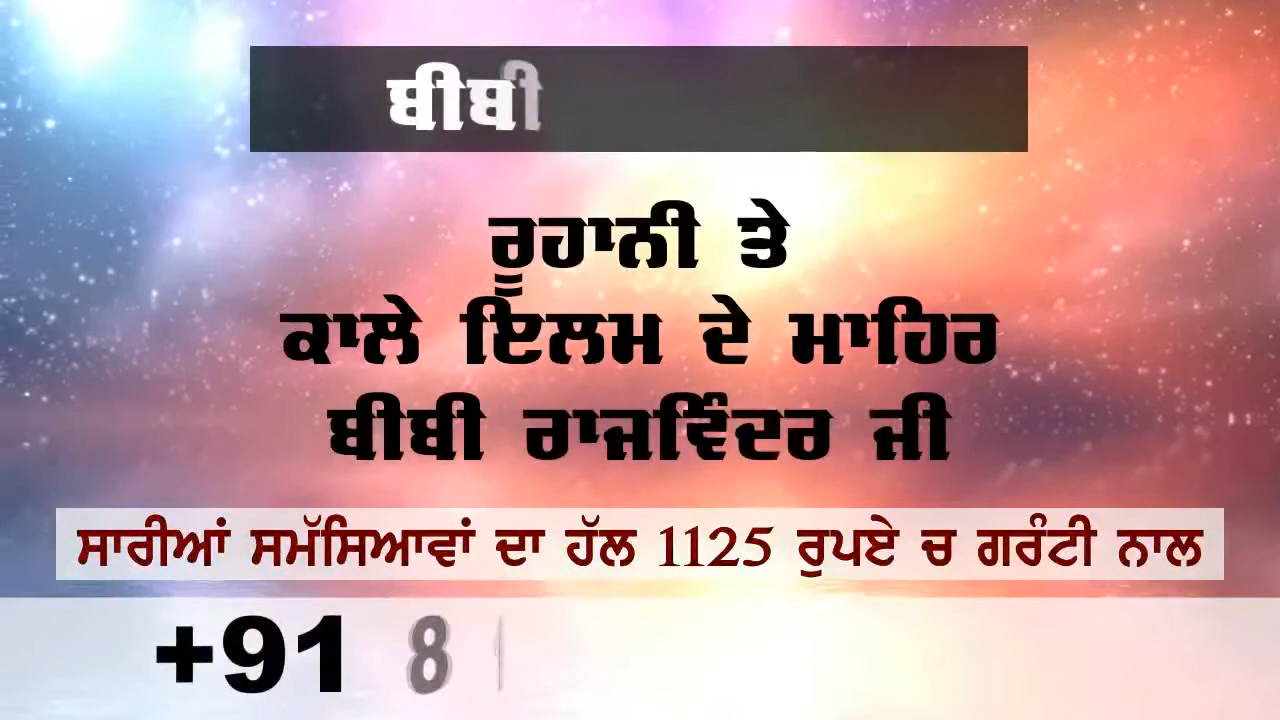 ਬੀਬੀ
ਰੂਹਾਨੀ ਤੇ
ਕਾਲੇ ਇਲਮ ਦੇ ਮਾਹਿਰ
ਬੀਬੀ ਰਾਜਵਿੰਦਰ ਜੀ
ਸਾਰੀਆਂ ਸਮੱਸਿਆਵਾਂ ਦਾ ਹੱਲ 1125 ਰੁਪਏ ਚ ਗਰੰਟੀ ਨਾਲ
+91 8